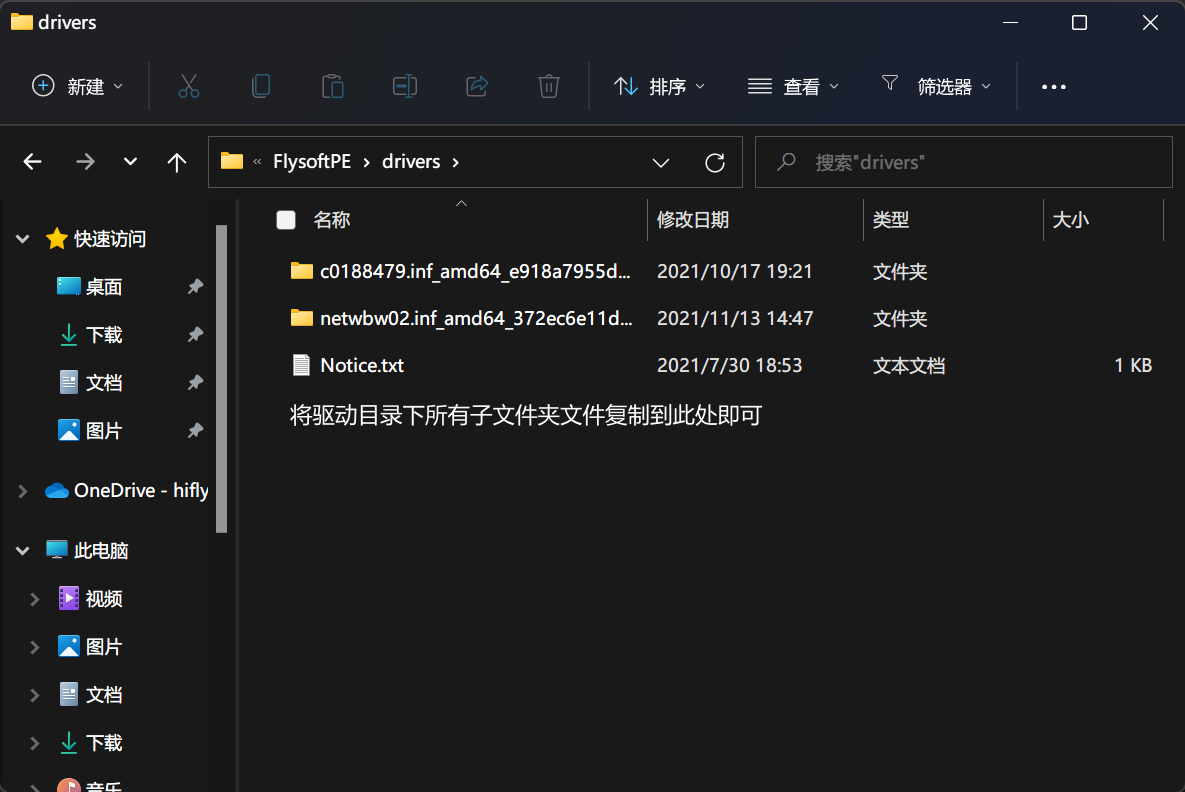 drivers
新建
排序
查看
筛选器
« FlysoftPE › drivers ›
搜索"drivers"
名称 修改日期 类型 大小
c0188479.inf_amd64_e918a7955d... 2021/10/17 19:21 文件夹
netwbw02.inf_amd64_372ec6e11d... 2021/11/13 14:47 文件夹
Notice.txt 2021/7/30 18:53 文本文档 1 KB
将驱动目录下所有子文件夹文件复制到此处即可
快速访问
桌面
下载
文档
图片
OneDrive - hifly
此电脑
视频
图片
文档
下载
音乐